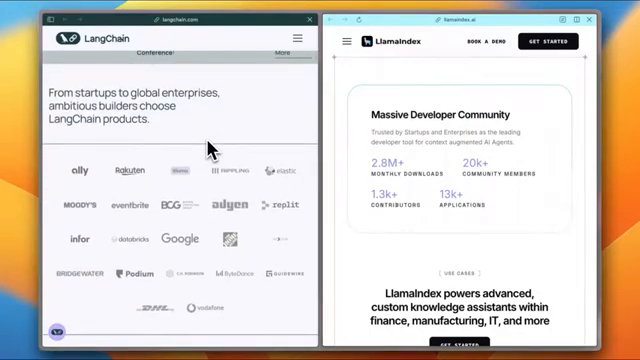 langchain.com
LangChain
Conference!
More
From startups to global enterprises,
ambitious builders choose
LangChain products.
ally
Rakuten
RIPPLING
elastic
MOODY'S
eventbrite
BCG
adyen
replit
infor
databricks
Google
BRIDGEWATER
Podium
C.H. ROBINSON
ByteDance
GUIDEWIRE
DHL
vodafone
llamaindex.ai
LlamaIndex
BOOK A DEMO
GET STARTED
Massive Developer Community
Trusted by Startups and Enterprises as the leading
developer tool for context augmented AI Agents.
2.8M+
20k+
MONTHLY DOWNLOADS
COMMUNITY MEMBERS
1.3k+
13k+
CONTRIBUTORS
APPLICATIONS
[ USE CASES ]
LlamaIndex powers advanced,
custom knowledge assistants within
finance, manufacturing, IT, and more
GET STARTED